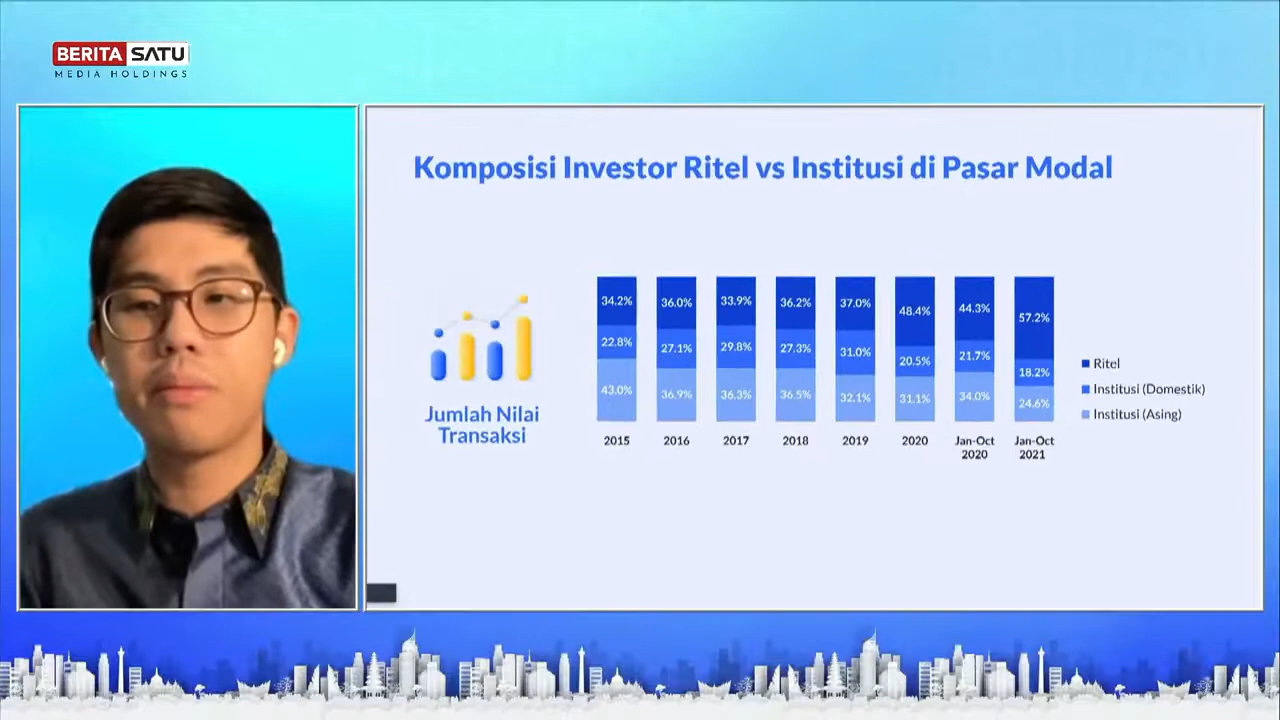 BERITA SATU
MEDIA HOLDINGS
Komposisi Investor Ritel vs Institusi di Pasar Modal
Jumlah Nilai
Transaksi
34.2% 36.0% 33.9% 36.2% 37.0% 48.4% 44.3% 57.2%
22.8% 27.1% 29.8% 27.3% 31.0% 20.5% 21.7% 18.2%
43.0% 36.9% 36.3% 36.5% 32.1% 31.1% 34.0% 24.6%
2015 2016 2017 2018 2019 2020 Jan-Oct Jan-Oct
2020 2021
Ritel
Institusi (Domestik)
Institusi (Asing)